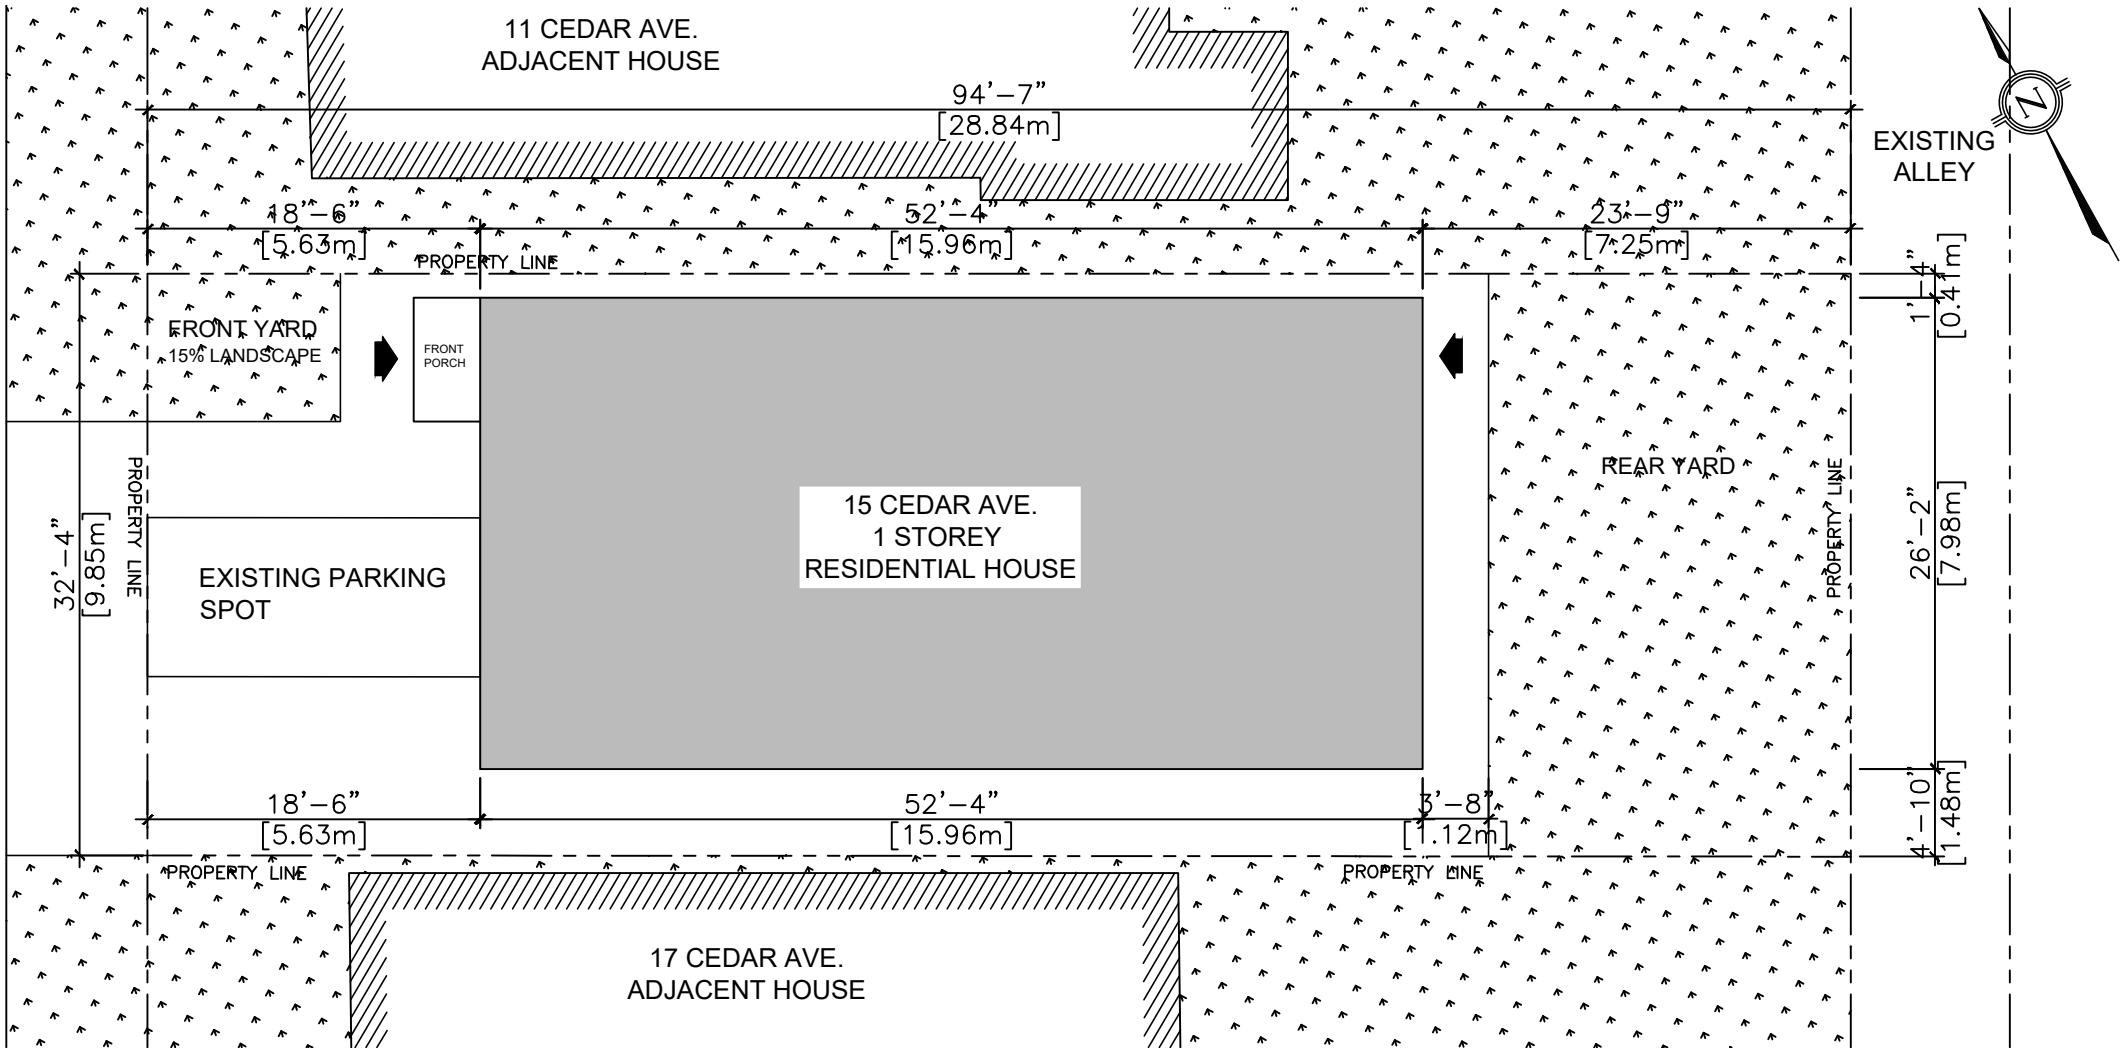 11 CEDAR AVE.
ADJACENT HOUSE
94'-7"
[28.84m]
N
EXISTING
ALLEY
18'-6"
[5.63m]
52'-4"
[15.96m]
23'-9"
[7.25m]
PROPERTY LINE
1'-4"
[0.41m]
FRONT YARD
15% LANDSCAPE
FRONT
PORCH
PROPERTY LINE
32'-4"
[9.85m]
EXISTING PARKING
SPOT
15 CEDAR AVE.
1 STOREY
RESIDENTIAL HOUSE
REAR YARD
PROPERTY LINE
26'-2"
[7.98m]
18'-6"
[5.63m]
52'-4"
[15.96m]
3'-8"
[1.12m]
4'-10"
[1.48m]
PROPERTY LINE
PROPERTY LINE
17 CEDAR AVE.
ADJACENT HOUSE